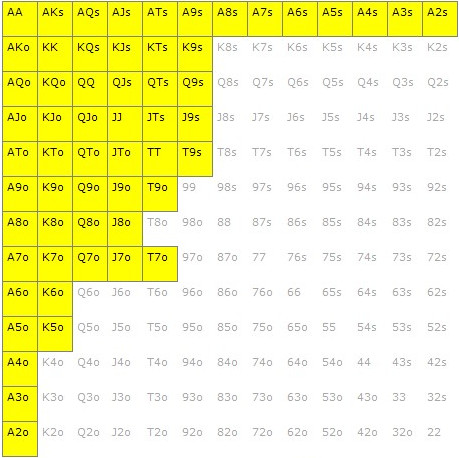 AA AKs AQs AJs ATs A9s A8s A7s A6s A5s A4s A3s A2s
AKo KK KQs KJs KTs K9s K8s K7s K6s K5s K4s K3s K2s
AQo KQo QQ QJs QTs Q9s Q8s Q7s Q6s Q5s Q4s Q3s Q2s
AJo KJo QJo JJ JTs J9s J8s J7s J6s J5s J4s J3s J2s
ATo KTo QTo JTo TT T9s T8s T7s T6s T5s T4s T3s T2s
A9o K9o Q9o J9o T9o 99 98s 97s 96s 95s 94s 93s 92s
A8o K8o Q8o J8o T8o 98o 88 87s 86s 85s 84s 83s 82s
A7o K7o Q7o J7o T7o 97o 87o 77 76s 75s 74s 73s 72s
A6o K6o Q6o J6o T6o 96o 86o 76o 66 65s 64s 63s 62s
A5o K5o Q5o J5o T5o 95o 85o 75o 65o 55 54s 53s 52s
A4o K4o Q4o J4o T4o 94o 84o 74o 64o 54o 44 43s 42s
A3o K3o Q3o J3o T3o 93o 83o 73o 63o 53o 43o 33 32s
A2o K2o Q2o J2o T2o 92o 82o 72o 62o 52o 42o 32o 22